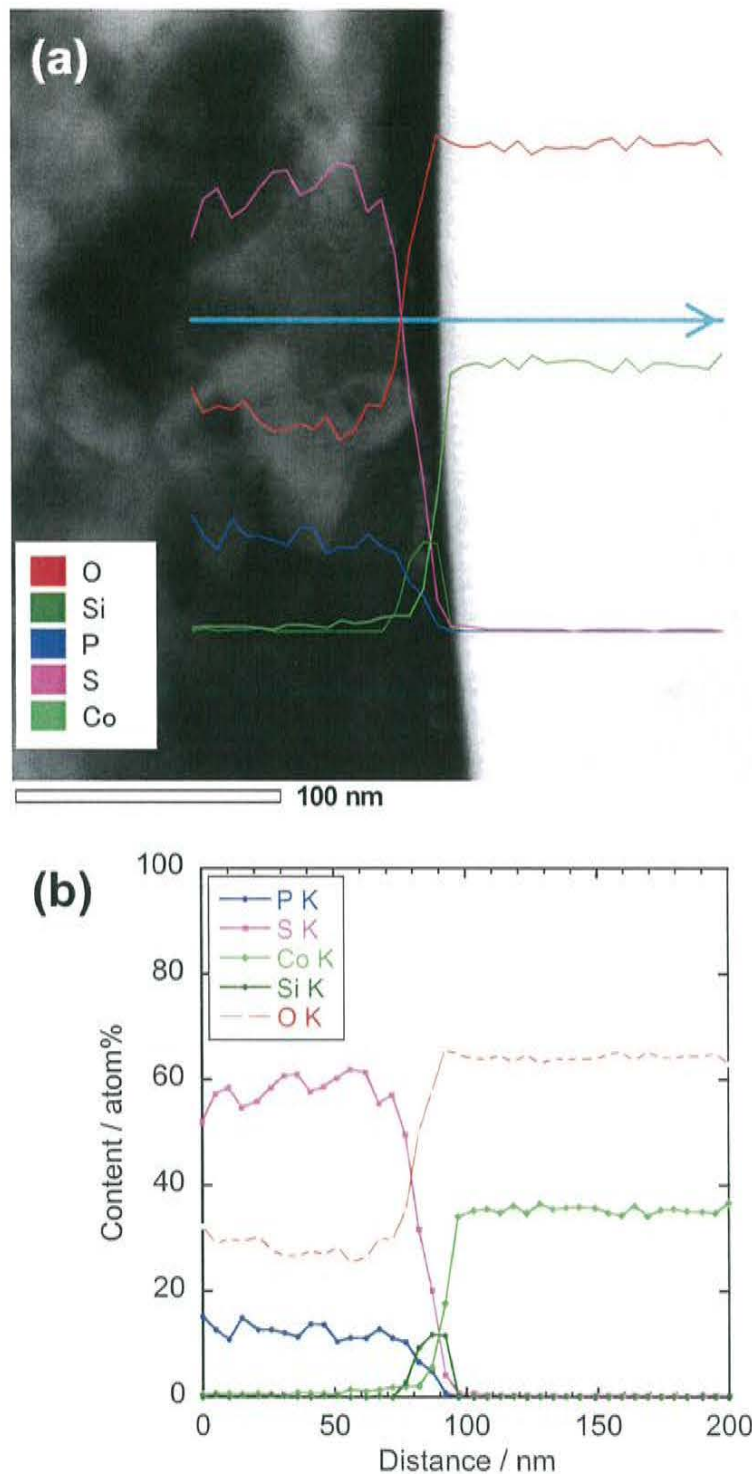 (a)
O
Si
P
S
Co
100 nm
(b)
P K
S K
Co K
Si K
O K
100
80
60
40
20
0
Content / atom%
0 50 100 150 200
Distance / nm